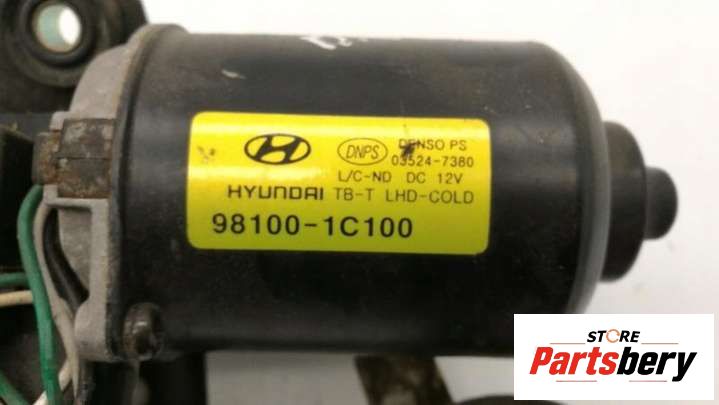 DNPS DENSO PS
03524-7380
L/C-ND DC 12V
HYUNDAI TB-T LHD-COLD
98100-1C100
STORE
Partsbery